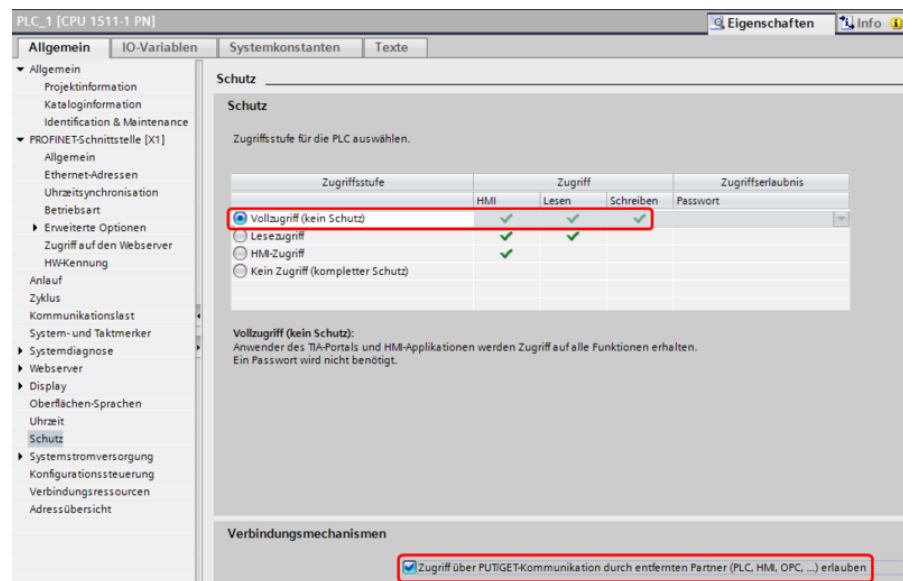 PLC_1 [CPU 1511-1 PN]
Eigenschaften
Info
Allgemein
IO-Variablen
Systemkonstanten
Texte
Allgemein
Projektinformation
Kataloginformation
Identification & Maintenance
PROFINET-Schnittstelle [X1]
Allgemein
Ethernet-Adressen
Uhrzeitsynchronisation
Betriebsart
Erweiterte Optionen
Zugriff auf den Webserver
HW-Kennung
Anlauf
Zyklus
Kommunikationslast
System- und Taktmerker
Systemdiagnose
Webserver
Display
Oberflächen-Sprachen
Uhrzeit
Schutz
Systemstromversorgung
Konfigurationssteuerung
Verbindungsressourcen
Adressübersicht
Schutz
Schutz
Zugriffsstufe für die PLC auswählen.
Zugriffsstufe Zugriff Zugriffserlaubnis
HMI Lesen Schreiben Passwort
Vollzugriff (kein Schutz)
Lesezugriff
HMI-Zugriff
Kein Zugriff (kompletter Schutz)
Vollzugriff (kein Schutz):
Anwender des TIA-Portals und HMI-Applikationen werden Zugriff auf alle Funktionen erhalten.
Ein Passwort wird nicht benötigt.
Verbindungsmechanismen
Zugriff über PUT/GET-Kommunikation durch entfernten Partner (PLC, HMI, OPC, ...) erlauben